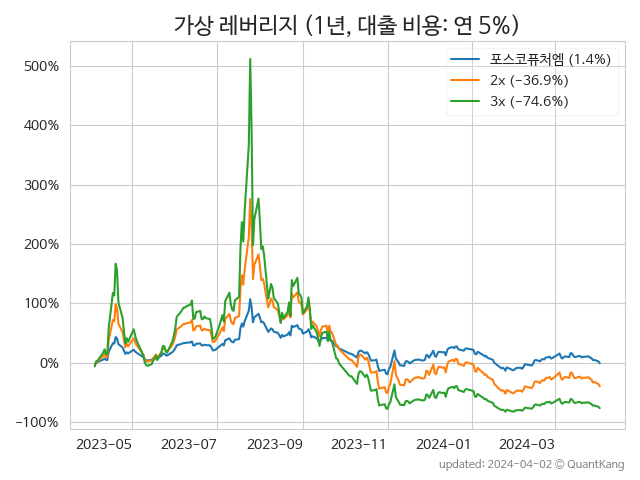 가상 레버리지 (1년, 대출 비용: 연 5%)
포스코퓨처엠 (1.4%)
2x (−36.9%)
3x (−74.6%)
500%
400%
300%
200%
100%
0%
−100%
2023-05
2023-07
2023-09
2023-11
2024-01
2024-03
updated: 2024-04-02 © QuantKang